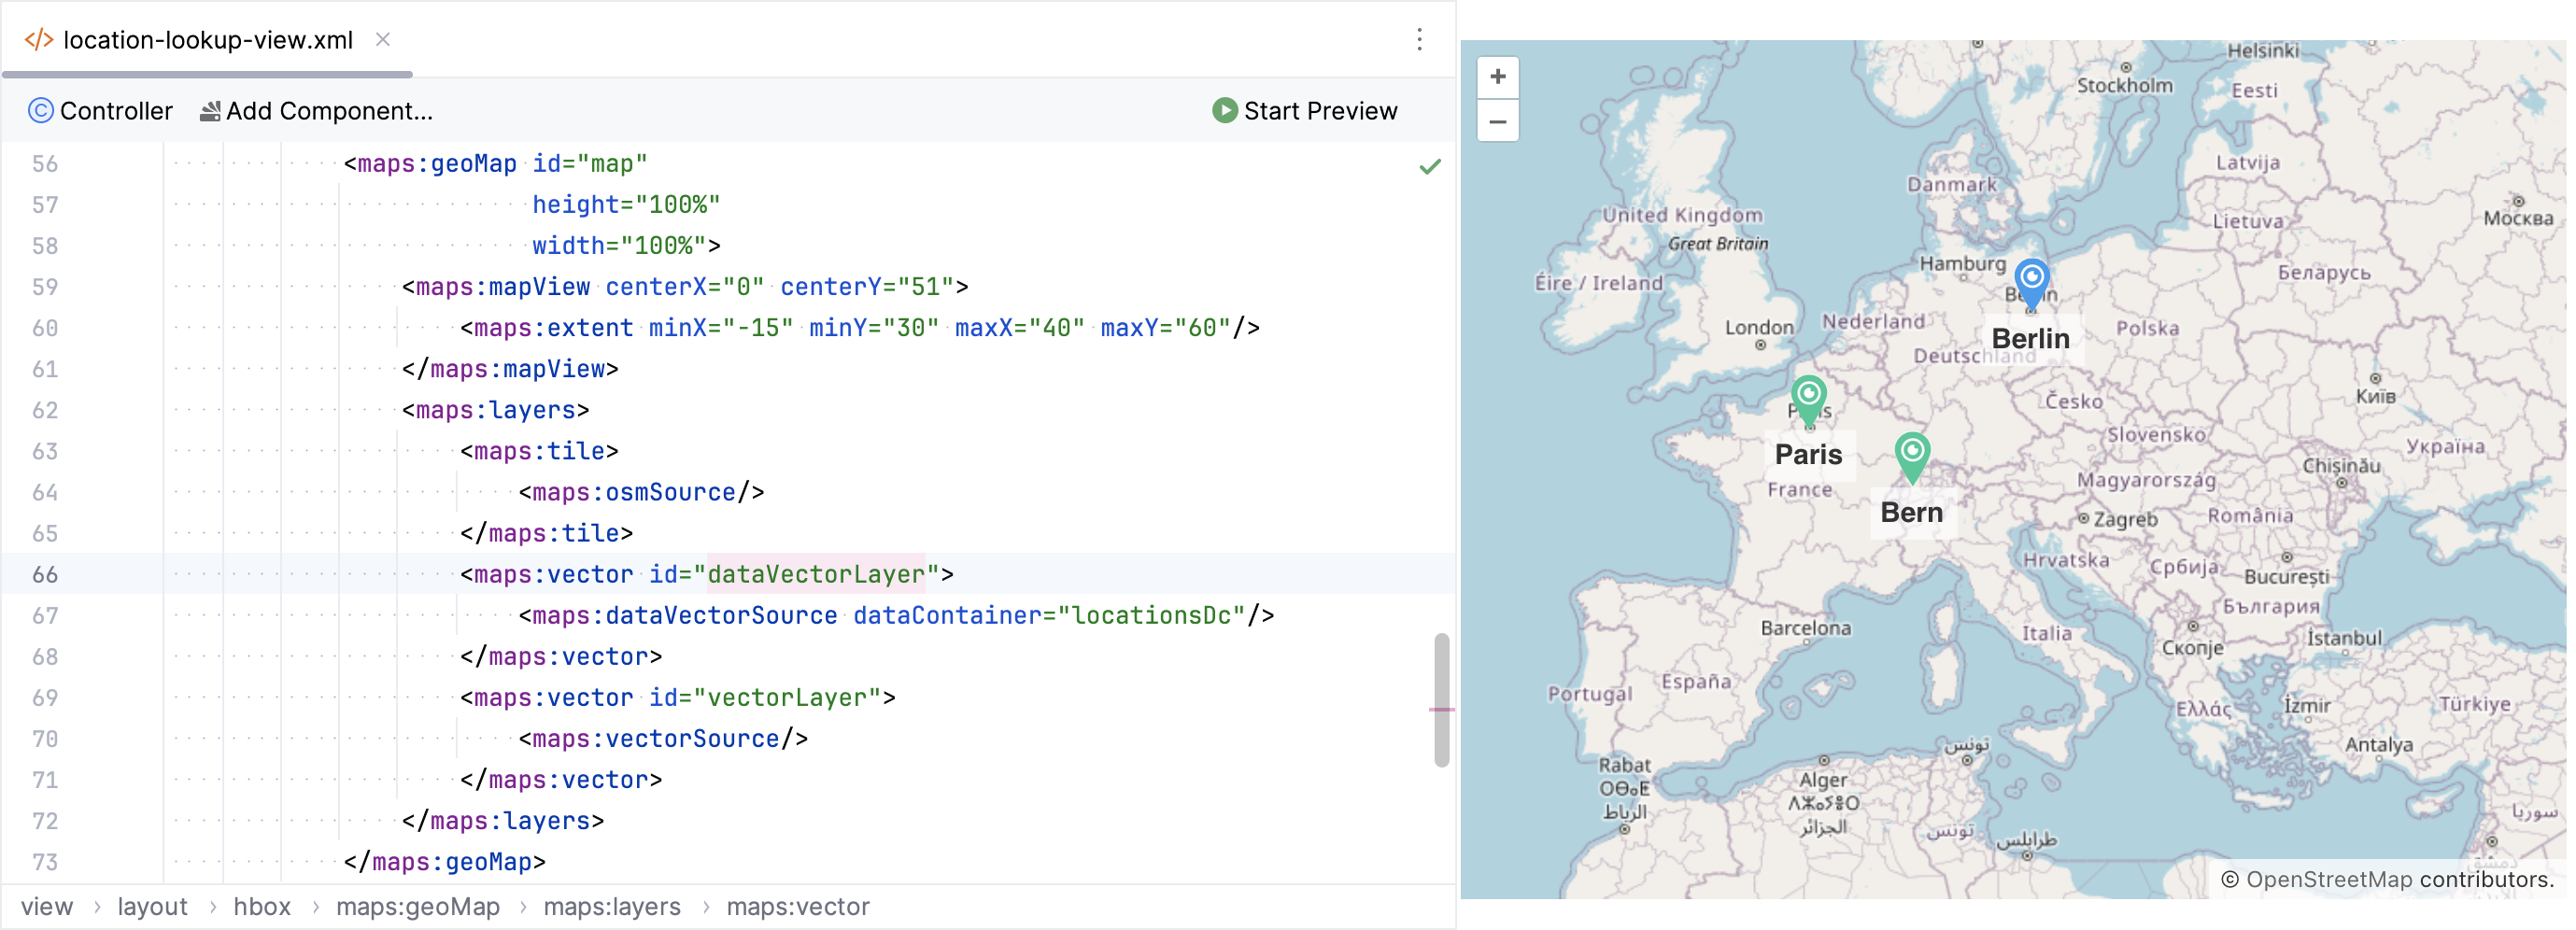 location-lookup-view.xml
Controller Add Component... Start Preview
56 <maps:geoMap id="map"
57 height="100%"
58 width="100%">
59 <maps:mapView centerX="0" centerY="51">
60 <maps:extent minX="-15" minY="30" maxX="40" maxY="60"/>
61 </maps:mapView>
62 <maps:layers>
63 <maps:tile>
64 <maps:osmSource/>
65 </maps:tile>
66 <maps:vector id="dataVectorLayer">
67 <maps:dataVectorSource dataContainer="locationsDc"/>
68 </maps:vector>
69 <maps:vector id="vectorLayer">
70 <maps:vectorSource/>
71 </maps:vector>
72 </maps:layers>
73 </maps:geoMap>
view › layout › hbox › maps:geoMap › maps:layers › maps:vector
+
−
Helsinki
Stockholm
Eesti
Latvija
Danmark
United Kingdom
Great Britain
Lietuva
Москва
Hamburg
Беларусь
Éire / Ireland
London
Nederland
Berlin
Polska
Deutschland
Київ
Česko
Paris
Slovensko
Україна
France
Magyarország
Chișinău
Bern
Zagreb
România
Hrvatska
Србија
București
България
Barcelona
Italia
Скопје
İstanbul
Portugal
España
Ελλάς
İzmir
Türkiye
Antalya
تونس
Rabat
ⵔⴱⴰⵟ
الرباط
Alger
الجزائر
تونس
طرابلس
سوريا
دمشق
© OpenStreetMap contributors.